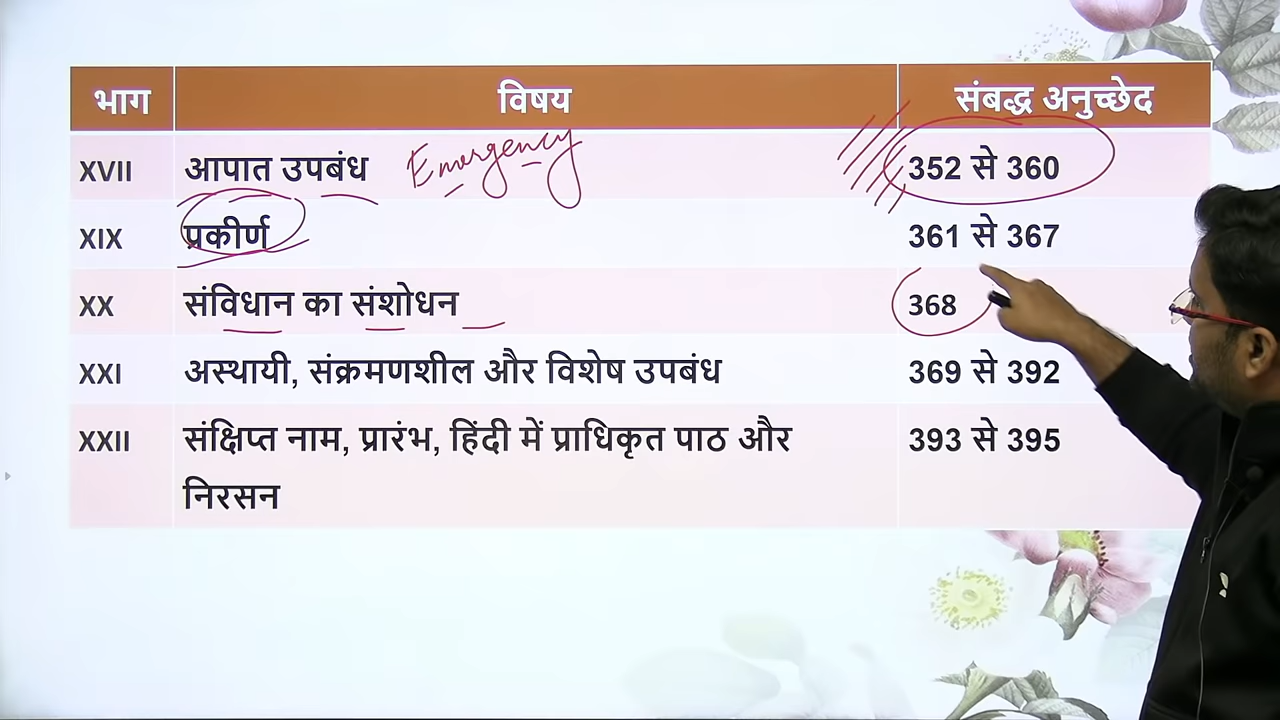 भाग विषय संबद्ध अनुच्छेद
XVII आपात उपबंध Emergency 352 से 360
XIX प्रकीर्ण 361 से 367
XX संविधान का संशोधन 368
XXI अस्थायी, संक्रमणशील और विशेष उपबंध 369 से 392
XXII संक्षिप्त नाम, प्रारंभ, हिंदी में प्राधिकृत पाठ और 393 से 395
निरसन